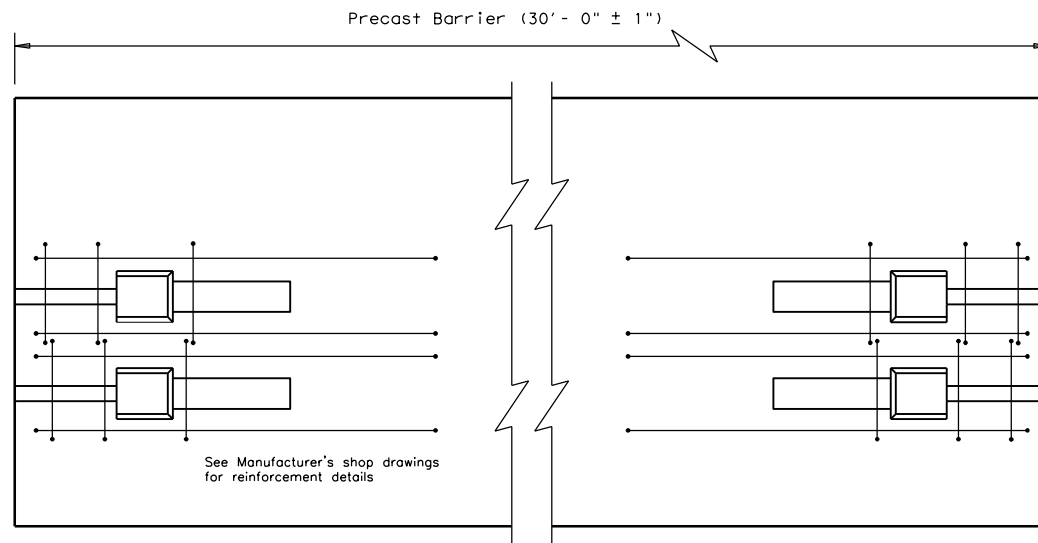 Precast Barrier (30'- 0" ± 1")
See Manufacturer's shop drawings
for reinforcement details